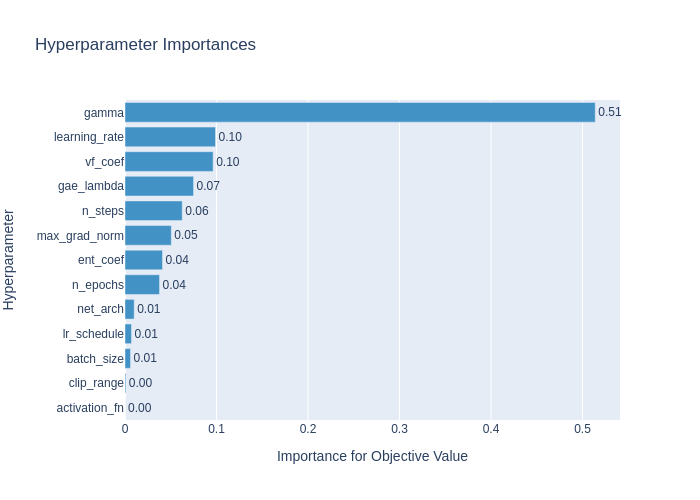 Hyperparameter Importances
Hyperparameter
gamma 0.51
learning_rate 0.10
vf_coef 0.10
gae_lambda 0.07
n_steps 0.06
max_grad_norm 0.05
ent_coef 0.04
n_epochs 0.04
net_arch 0.01
lr_schedule 0.01
batch_size 0.01
clip_range 0.00
activation_fn 0.00
0 0.1 0.2 0.3 0.4 0.5
Importance for Objective Value